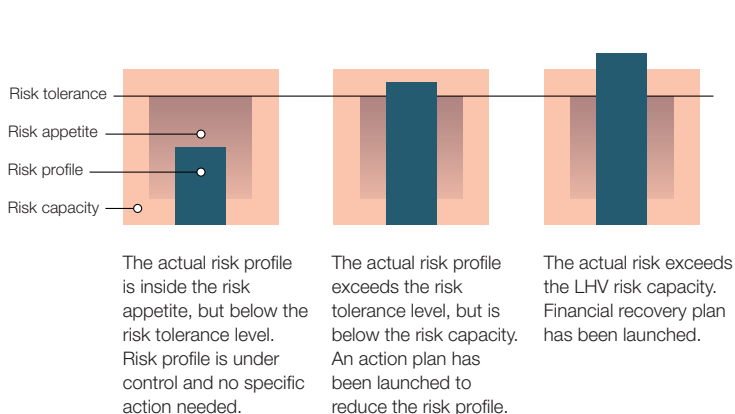 Risk tolerance
Risk appetite
Risk profile
Risk capacity
The actual risk profile
is inside the risk
appetite, but below the
risk tolerance level.
Risk profile is under
control and no specific
action needed.
The actual risk profile
exceeds the risk
tolerance level, but is
below the risk capacity.
An action plan has
been launched to
reduce the risk profile.
The actual risk exceeds
the LHV risk capacity.
Financial recovery plan
has been launched.